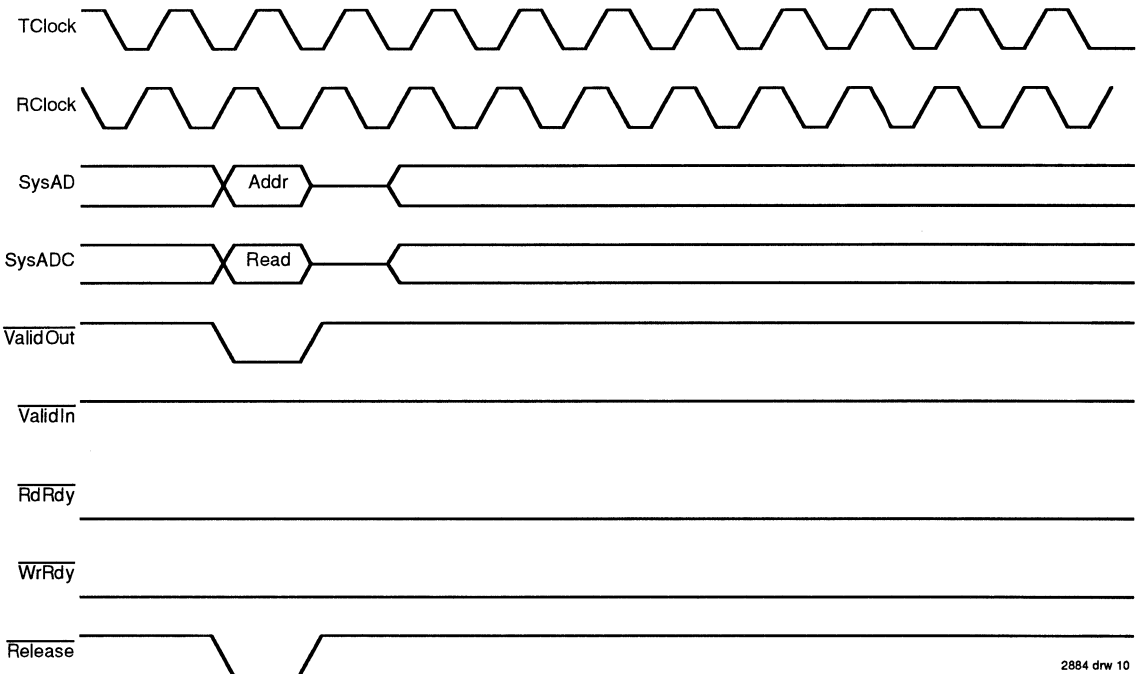 TClock
RClock
SysAD
Addr
SysADC
Read
ValidOut
ValidIn
RdRdy
WrRdy
Release
2884 drw 10